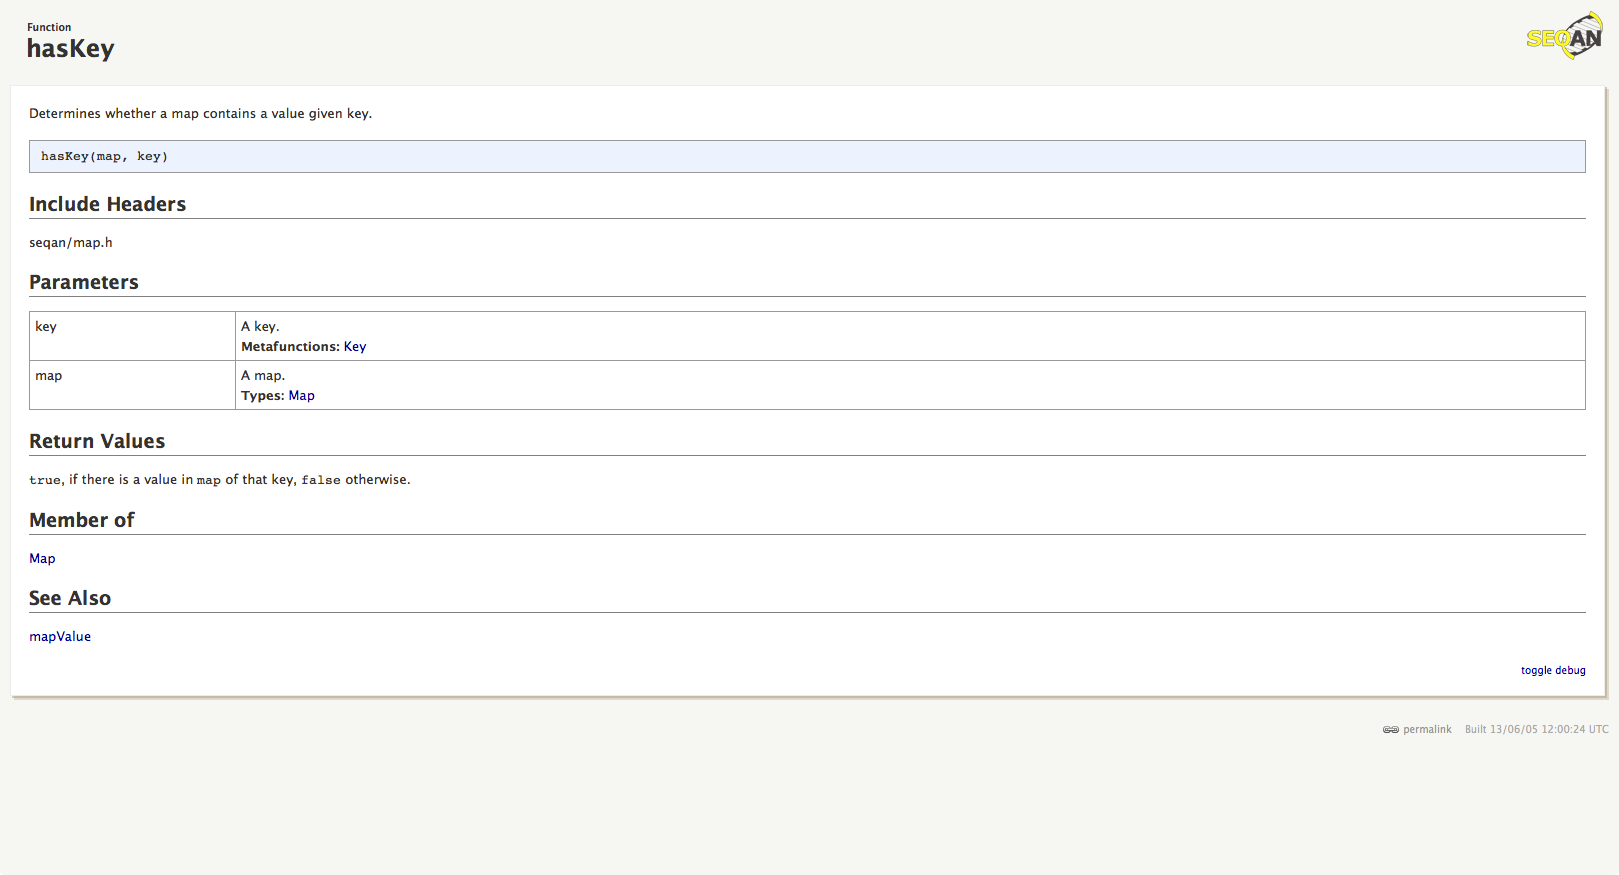 Function
hasKey
SEQAN
Determines whether a map contains a value given key.
hasKey(map, key)
Include Headers
seqan/map.h
Parameters
key
A key.
Metafunctions: Key
map
A map.
Types: Map
Return Values
true, if there is a value in map of that key, false otherwise.
Member of
Map
See Also
mapValue
toggle debug
permalink Built 13/06/05 12:00:24 UTC